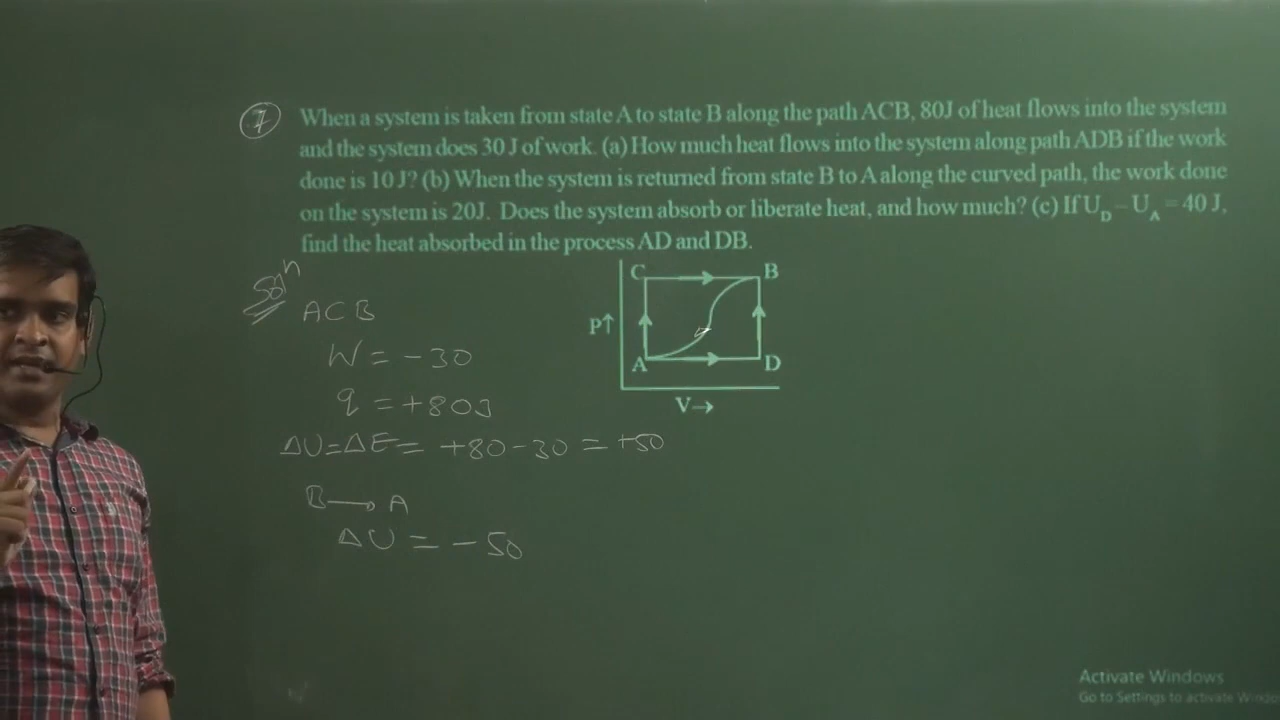 7 When a system is taken from state A to state B along the path ACB, 80J of heat flows into the system
and the system does 30 J of work. (a) How much heat flows into the system along path ADB if the work
done is 10 J? (b) When the system is returned from state B to A along the curved path, the work done
on the system is 20J. Does the system absorb or liberate heat, and how much? (c) If U_D – U_A = 40 J,
find the heat absorbed in the process AD and DB.
Solⁿ
C B
P↑
A D
V→
ACB
W = -30
q = +80J
ΔU=ΔE= +80-30 = +50
B → A
ΔU = -50
Activate Windows
Go to Settings to activate Windo